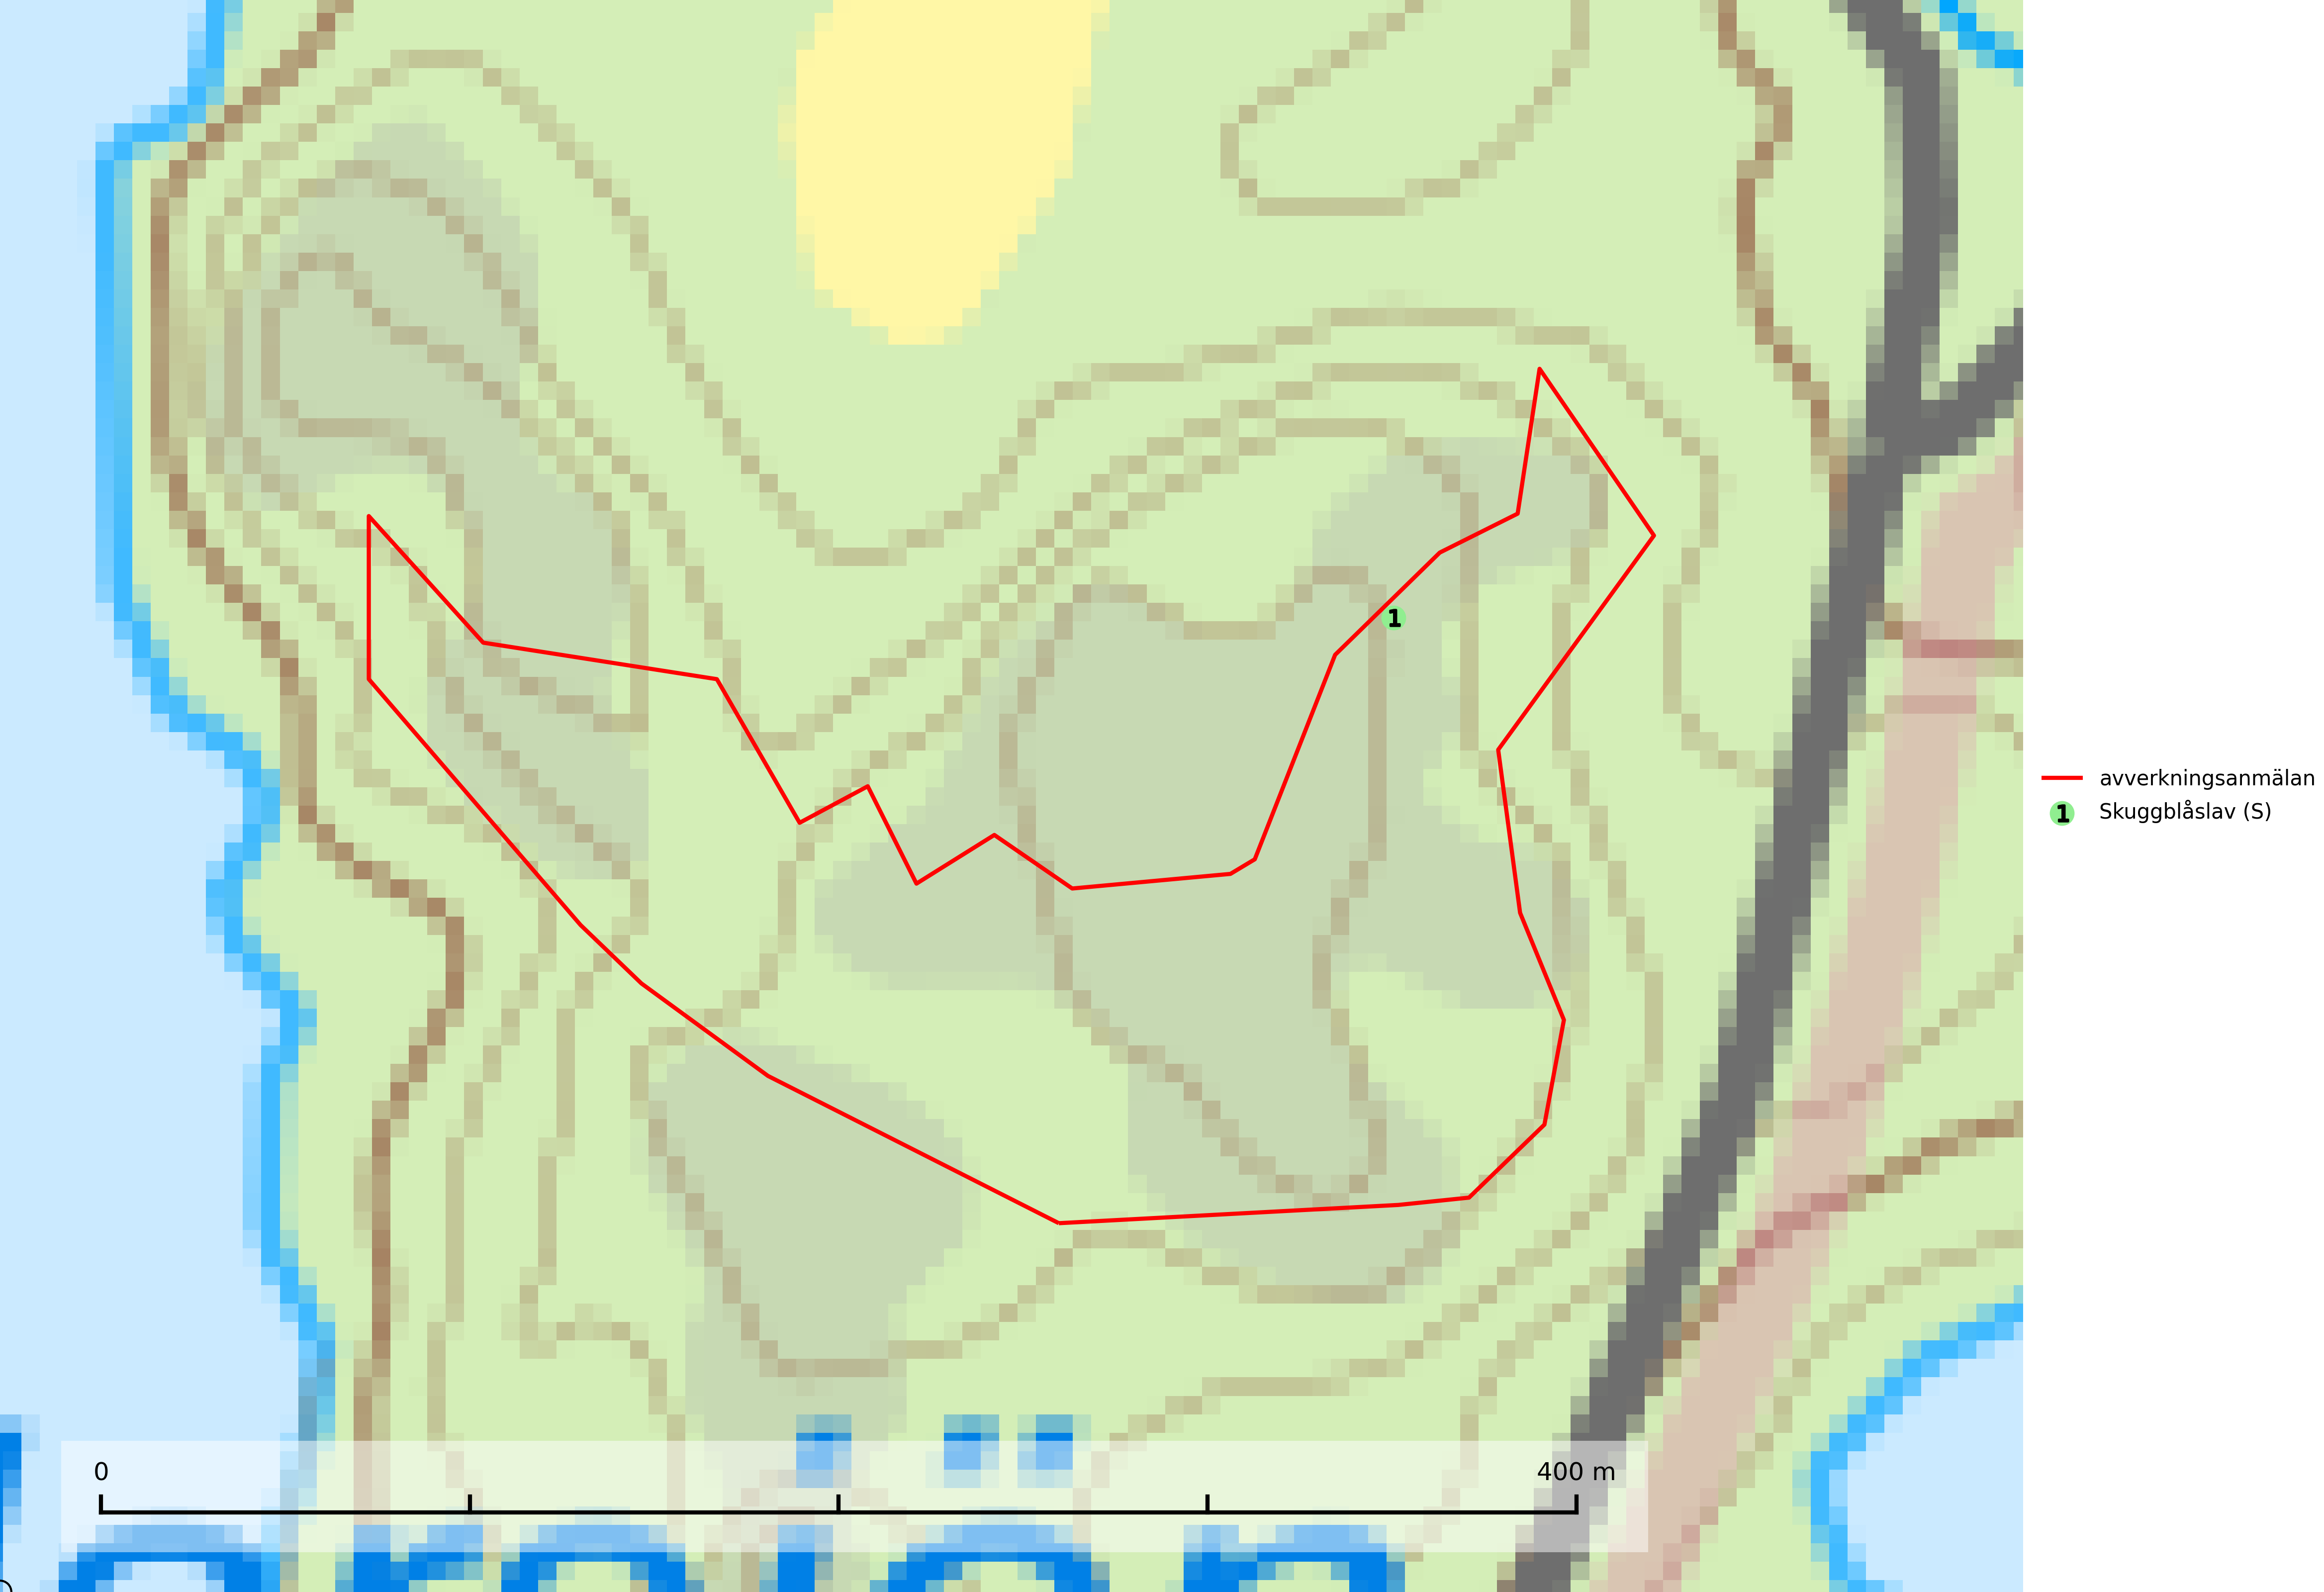 1
avverkningsanmälan
1 Skuggblåslav (S)
0 400 m